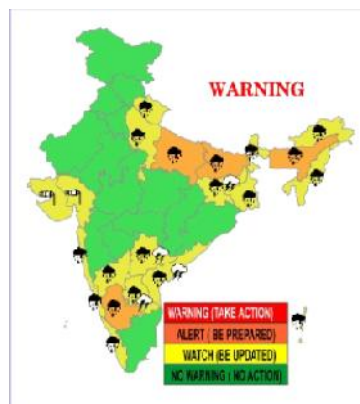 WARNING
WARNING (TAKE ACTION)
ALERT ( BE PREPARED)
WATCH (BE UPDATED)
NO WARNING ( NO ACTION)